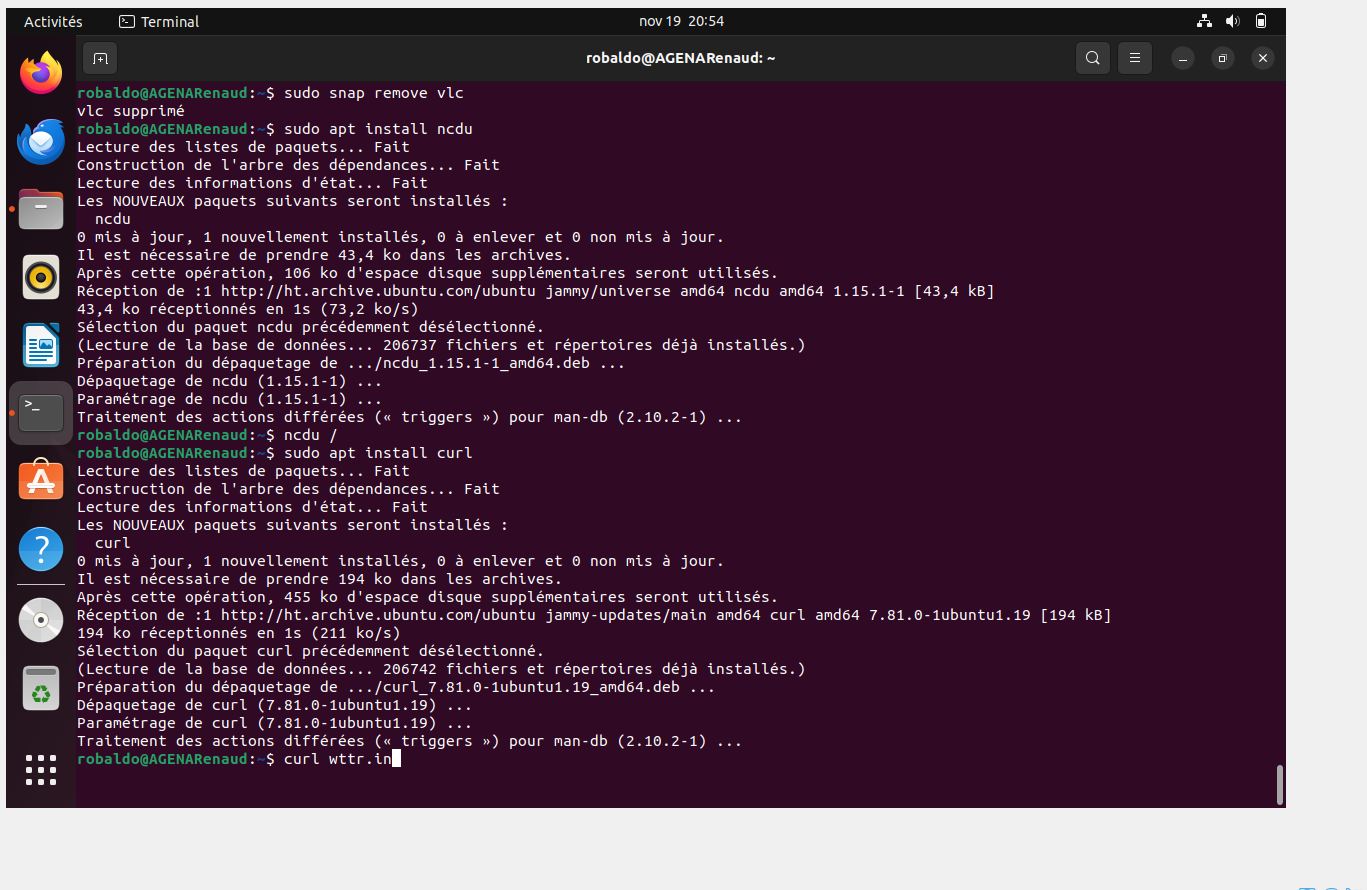 Activités Terminal nov 19 20:54
robaldo@AGENARenaud: ~
robaldo@AGENARenaud:~$ sudo snap remove vlc
vlc supprimé
robaldo@AGENARenaud:~$ sudo apt install ncdu
Lecture des listes de paquets... Fait
Construction de l'arbre des dépendances... Fait
Lecture des informations d'état... Fait
Les NOUVEAUX paquets suivants seront installés :
  ncdu
0 mis à jour, 1 nouvellement installés, 0 à enlever et 0 non mis à jour.
Il est nécessaire de prendre 43,4 ko dans les archives.
Après cette opération, 106 ko d'espace disque supplémentaires seront utilisés.
Réception de :1 http://ht.archive.ubuntu.com/ubuntu jammy/universe amd64 ncdu amd64 1.15.1-1 [43,4 kB]
43,4 ko réceptionnés en 1s (73,2 ko/s)
Sélection du paquet ncdu précédemment désélectionné.
(Lecture de la base de données... 206737 fichiers et répertoires déjà installés.)
Préparation du dépaquetage de .../ncdu_1.15.1-1_amd64.deb ...
Dépaquetage de ncdu (1.15.1-1) ...
Paramétrage de ncdu (1.15.1-1) ...
Traitement des actions différées (« triggers ») pour man-db (2.10.2-1) ...
robaldo@AGENARenaud:~$ ncdu /
robaldo@AGENARenaud:~$ sudo apt install curl
Lecture des listes de paquets... Fait
Construction de l'arbre des dépendances... Fait
Lecture des informations d'état... Fait
Les NOUVEAUX paquets suivants seront installés :
  curl
0 mis à jour, 1 nouvellement installés, 0 à enlever et 0 non mis à jour.
Il est nécessaire de prendre 194 ko dans les archives.
Après cette opération, 455 ko d'espace disque supplémentaires seront utilisés.
Réception de :1 http://ht.archive.ubuntu.com/ubuntu jammy-updates/main amd64 curl amd64 7.81.0-1ubuntu1.19 [194 kB]
194 ko réceptionnés en 1s (211 ko/s)
Sélection du paquet curl précédemment désélectionné.
(Lecture de la base de données... 206742 fichiers et répertoires déjà installés.)
Préparation du dépaquetage de .../curl_7.81.0-1ubuntu1.19_amd64.deb ...
Dépaquetage de curl (7.81.0-1ubuntu1.19) ...
Paramétrage de curl (7.81.0-1ubuntu1.19) ...
Traitement des actions différées (« triggers ») pour man-db (2.10.2-1) ...
robaldo@AGENARenaud:~$ curl wttr.in